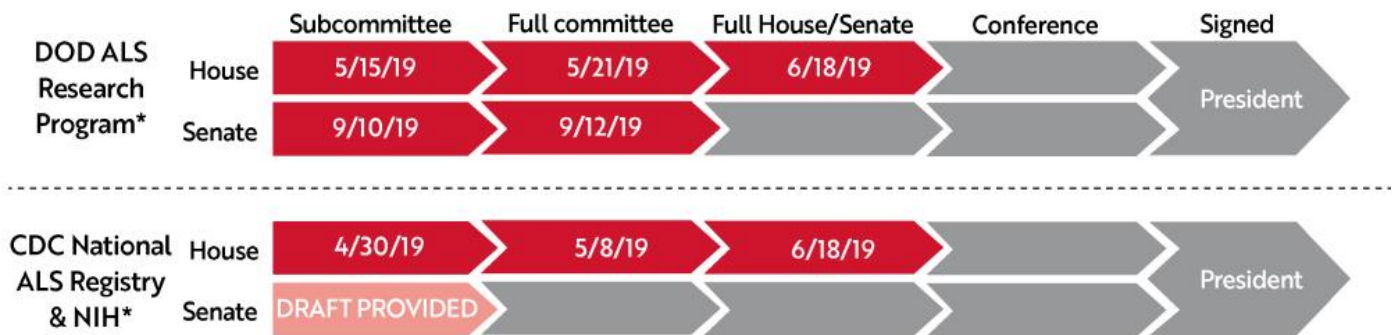 Subcommittee Full committee Full House/Senate Conference Signed
DOD ALS
Research
Program*
House 5/15/19 5/21/19 6/18/19
Senate 9/10/19 9/12/19
President
CDC National
ALS Registry
& NIH*
House 4/30/19 5/8/19 6/18/19
Senate DRAFT PROVIDED
President